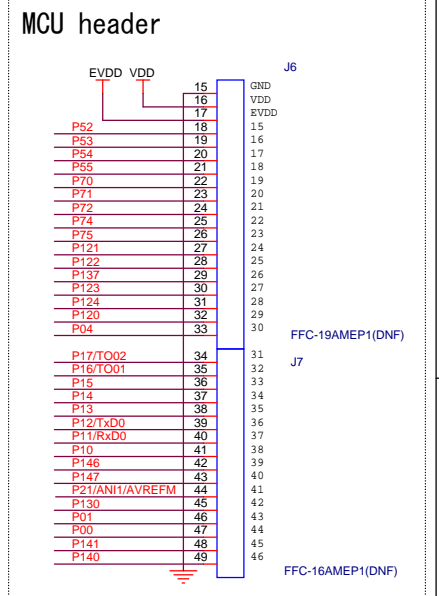 MCU header
EVDD VDD J6
15 GND
16 VDD
17 EVDD
P52 18 15
P53 19 16
P54 20 17
P55 21 18
P70 22 19
P71 23 20
P72 24 21
P74 25 22
P75 26 23
P121 27 24
P122 28 25
P137 29 26
P123 30 27
P124 31 28
P120 32 29
P04 33 30
FFC-19AMEP1(DNF)
P17/TO02 34 31
P16/TO01 35 32 J7
P15 36 33
P14 37 34
P13 38 35
P12/TxD0 39 36
P11/RxD0 40 37
P10 41 38
P146 42 39
P147 43 40
P21/ANI1/AVREFM 44 41
P130 45 42
P01 46 43
P00 47 44
P141 48 45
P140 49 46
FFC-16AMEP1(DNF)